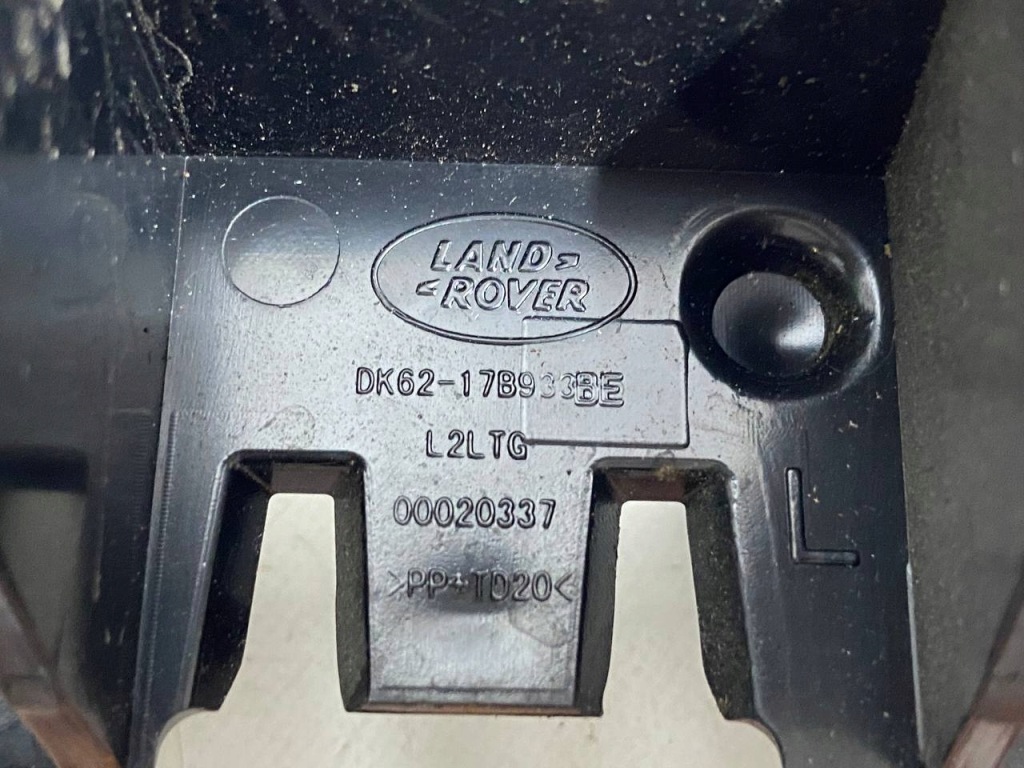 LAND
ROVER
DK62-17B933BE
L2LTG
00020337
>PP+TD20<
L